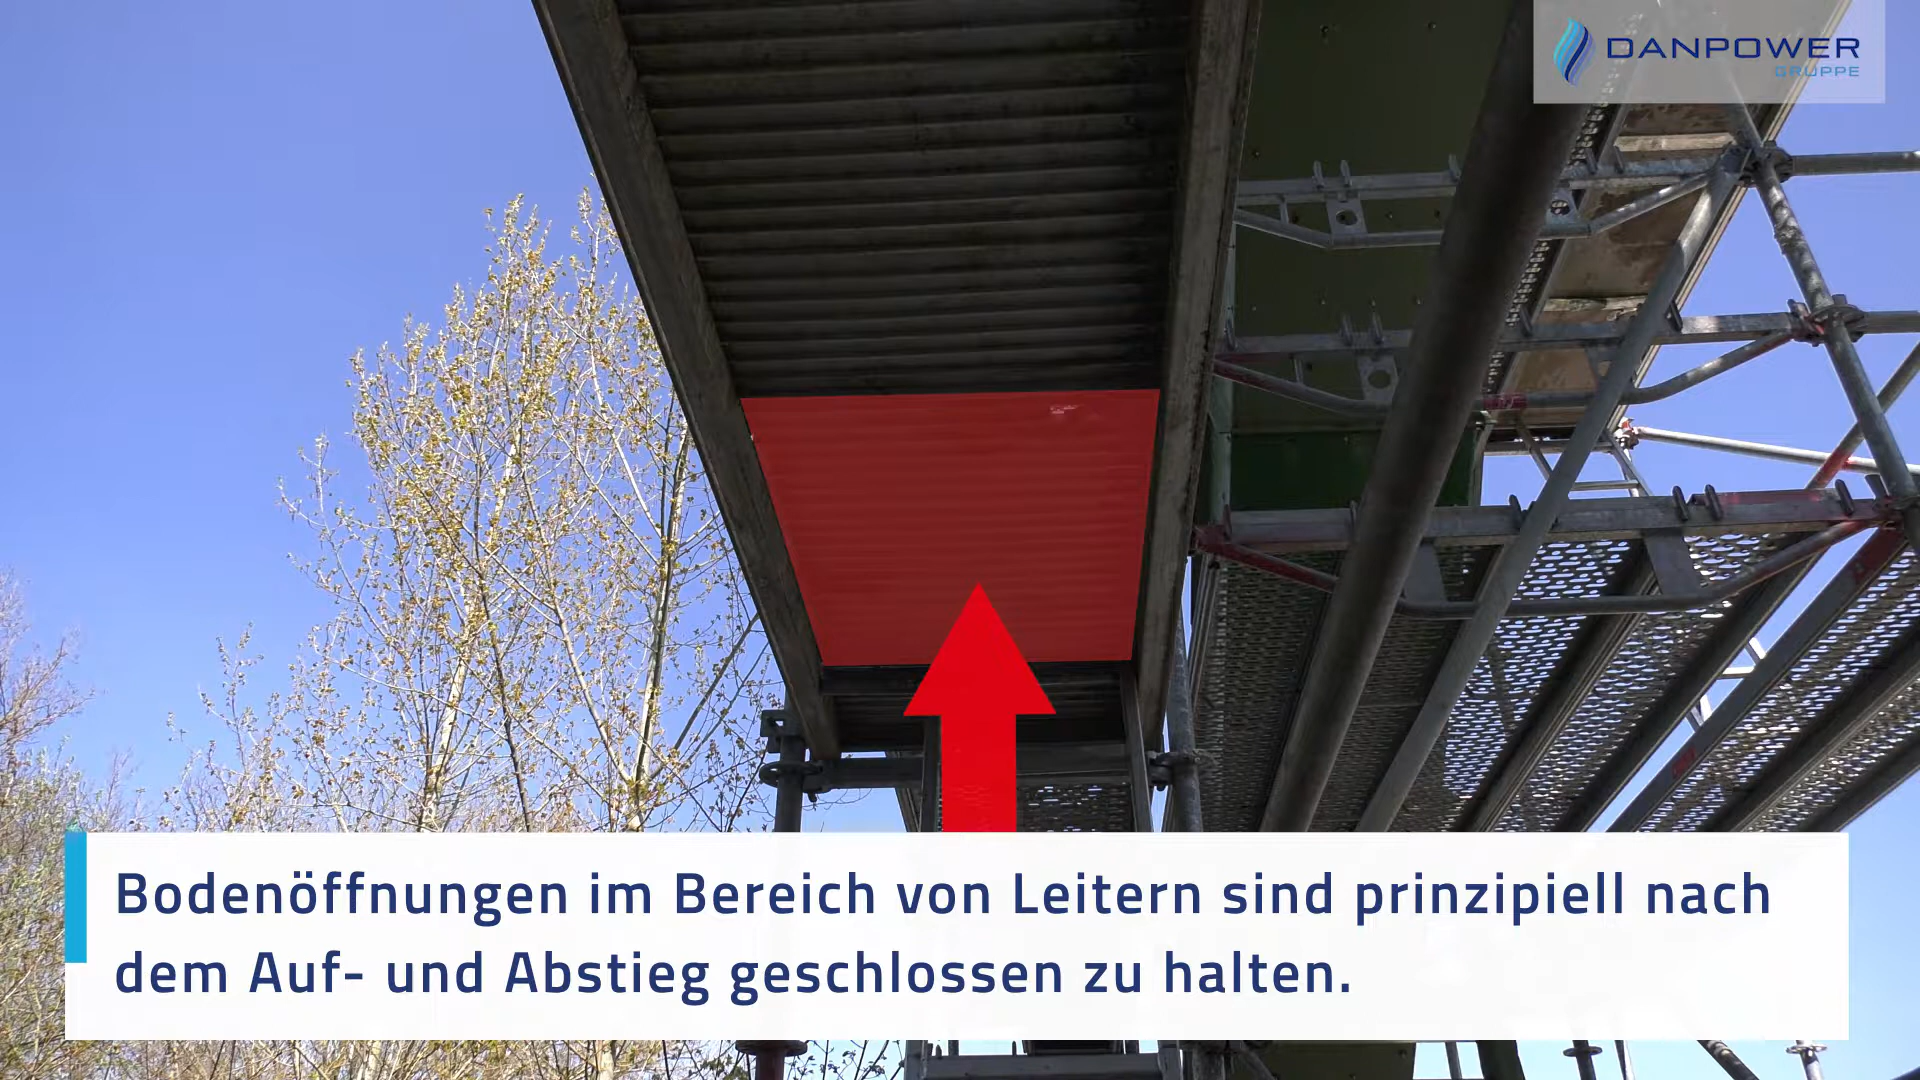 DANPOWER
GRUPPE
Bodenöffnungen im Bereich von Leitern sind prinzipiell nach
dem Auf- und Abstieg geschlossen zu halten.